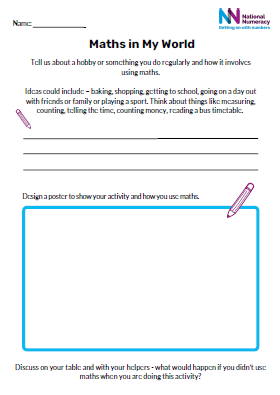 Name:
National
Numeracy
Getting on with numbers
Maths in My World
Tell us about a hobby or something you do regularly and how it involves
using maths.
Ideas could include – baking, shopping, getting to school, going on a day out
with friends or family or playing a sport. Think about things like measuring,
counting, telling the time, counting money, reading a bus timetable.
Design a poster to show your activity and how you use maths.
Discuss on your table and with your helpers - what would happen if you didn't use
maths when you are doing this activity?